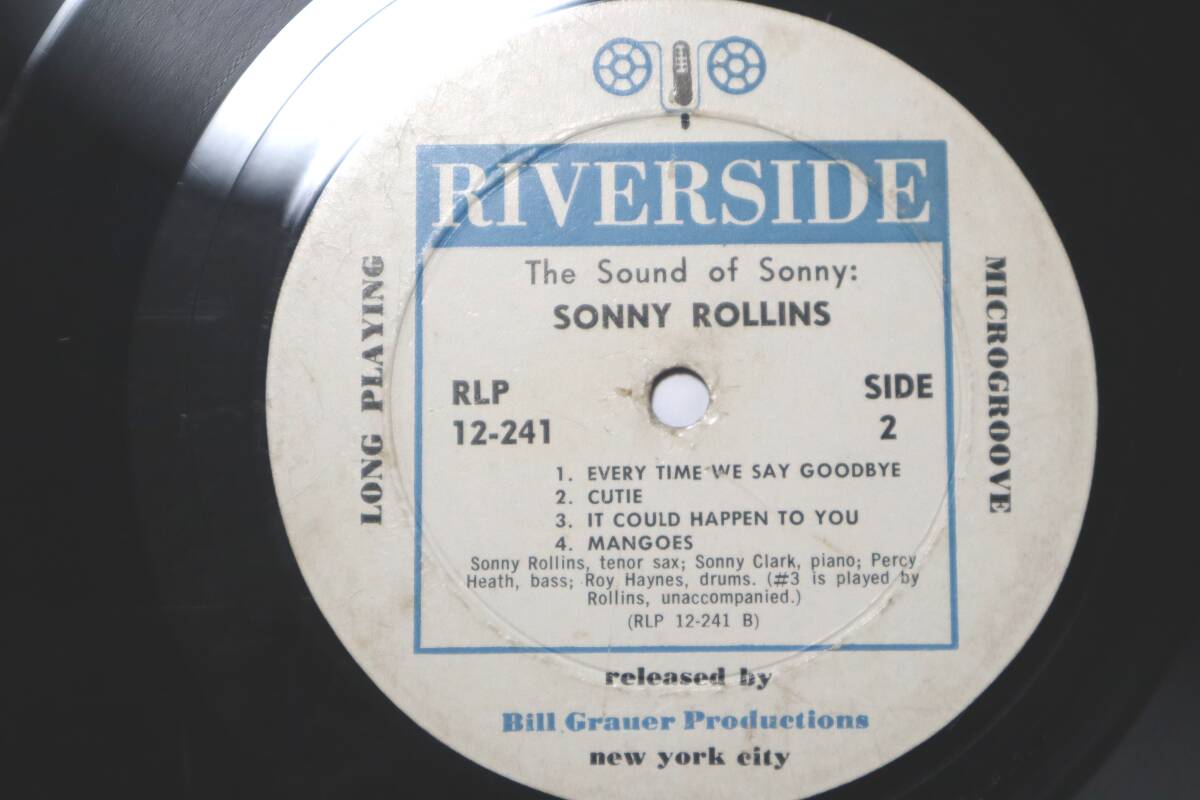 RIVERSIDE
The Sound of Sonny:
SONNY ROLLINS
LONG PLAYING
MICROGROOVE
RLP
12-241
SIDE
2
1. EVERY TIME WE SAY GOODBYE
2. CUTIE
3. IT COULD HAPPEN TO YOU
4. MANGOES
Sonny Rollins, tenor sax; Sonny Clark, piano; Percy
Heath, bass; Roy Haynes, drums. (#3 is played by
Rollins, unaccompanied.)
(RLP 12-241 B)
released by
Bill Grauer Productions
new york city